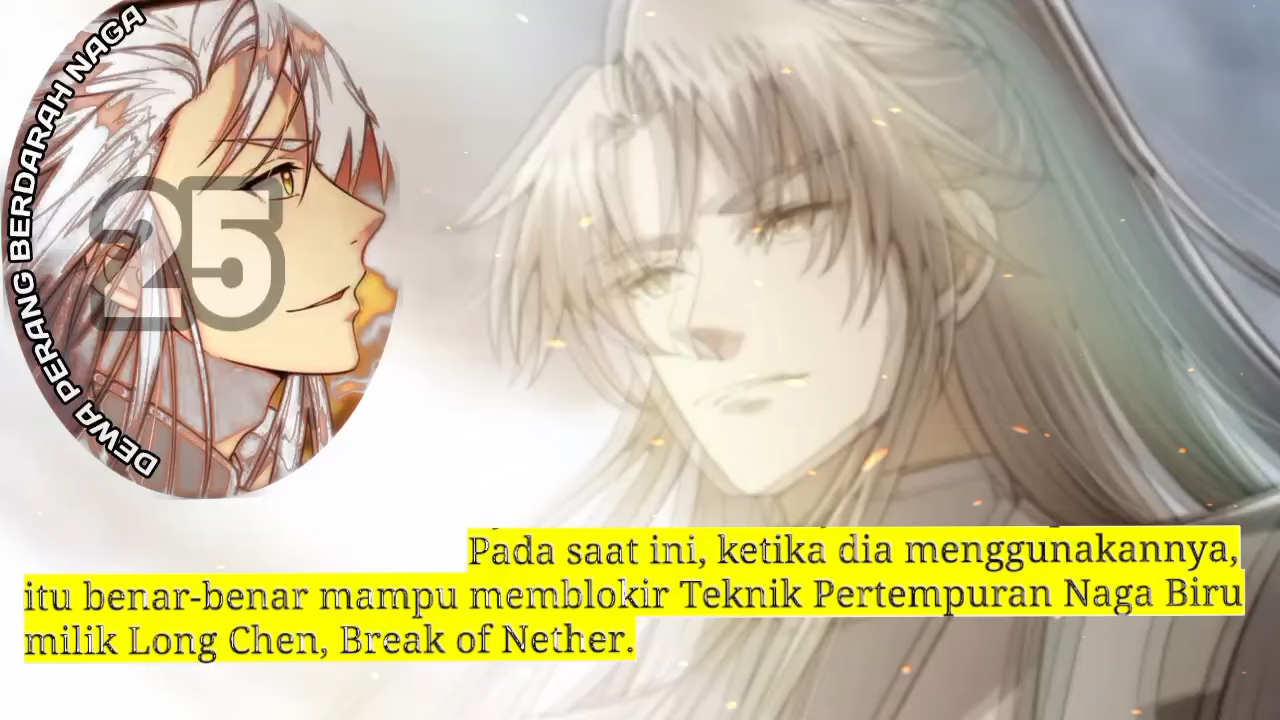 DEWA PERANG BERDARAH NAGA
25
Pada saat ini, ketika dia menggunakannya,
itu benar-benar mampu memblokir Teknik Pertempuran Naga Biru
milik Long Chen, Break of Nether.